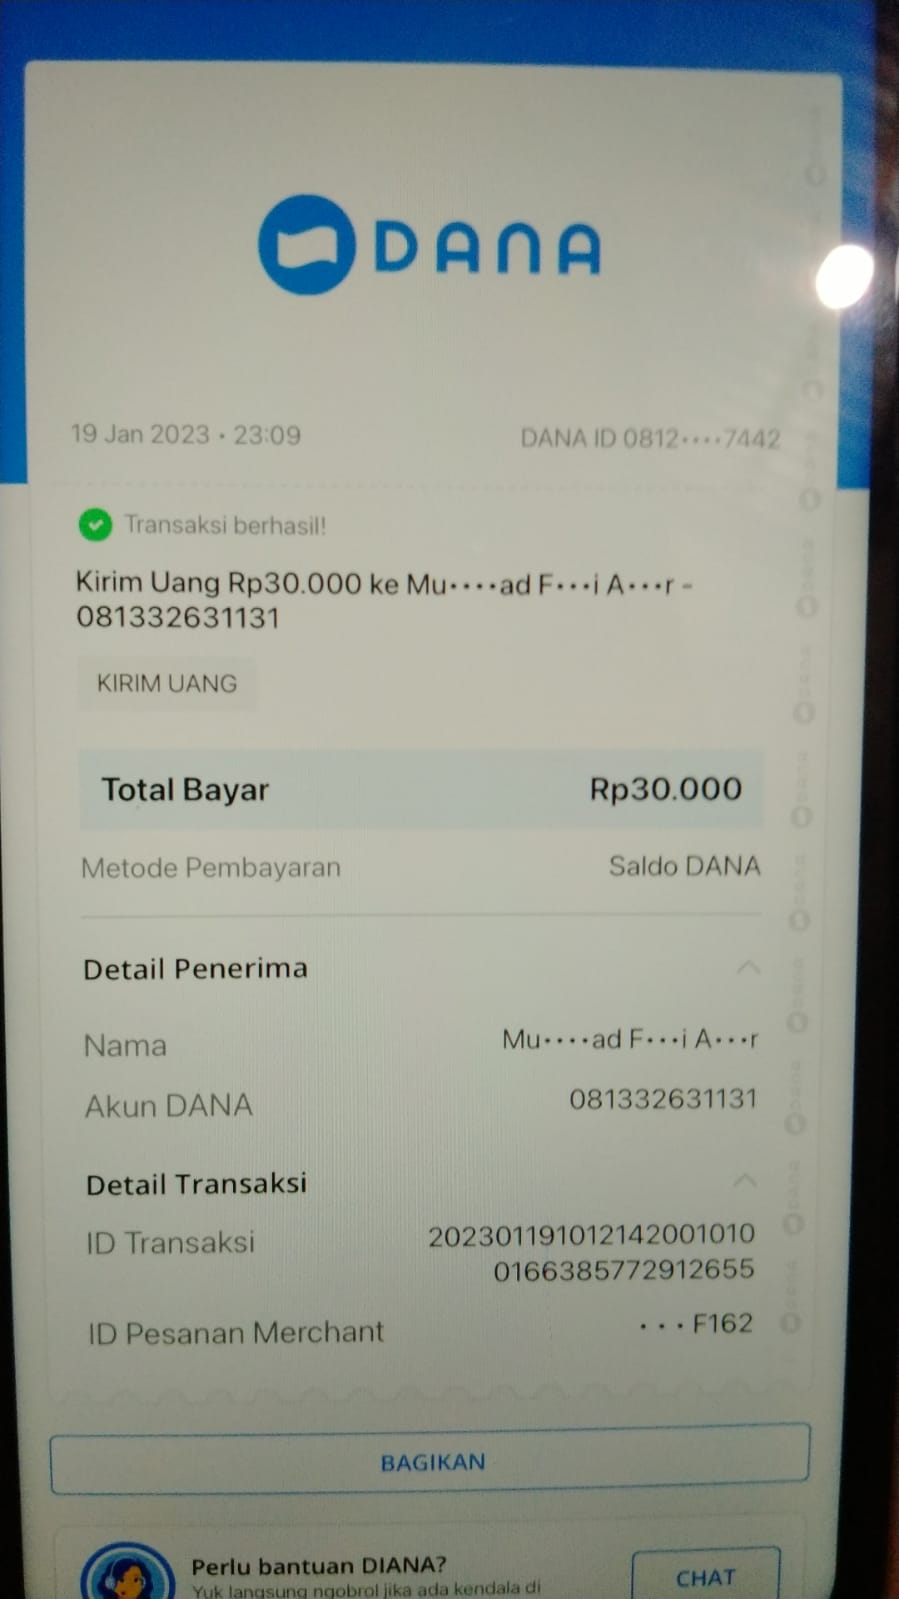 DANA
19 Jan 2023 • 23:09 DANA ID 0812••••7442
Transaksi berhasil!
Kirim Uang Rp30.000 ke Mu••••ad F•••i A•••r -
081332631131
KIRIM UANG
Total Bayar Rp30.000
Metode Pembayaran Saldo DANA
Detail Penerima
Nama Mu••••ad F•••i A•••r
Akun DANA 081332631131
Detail Transaksi
ID Transaksi 202301191012142001010
0166385772912655
ID Pesanan Merchant • • • F162
BAGIKAN
Perlu bantuan DIANA?
Yuk langsung ngobrol jika ada kendala di
CHAT